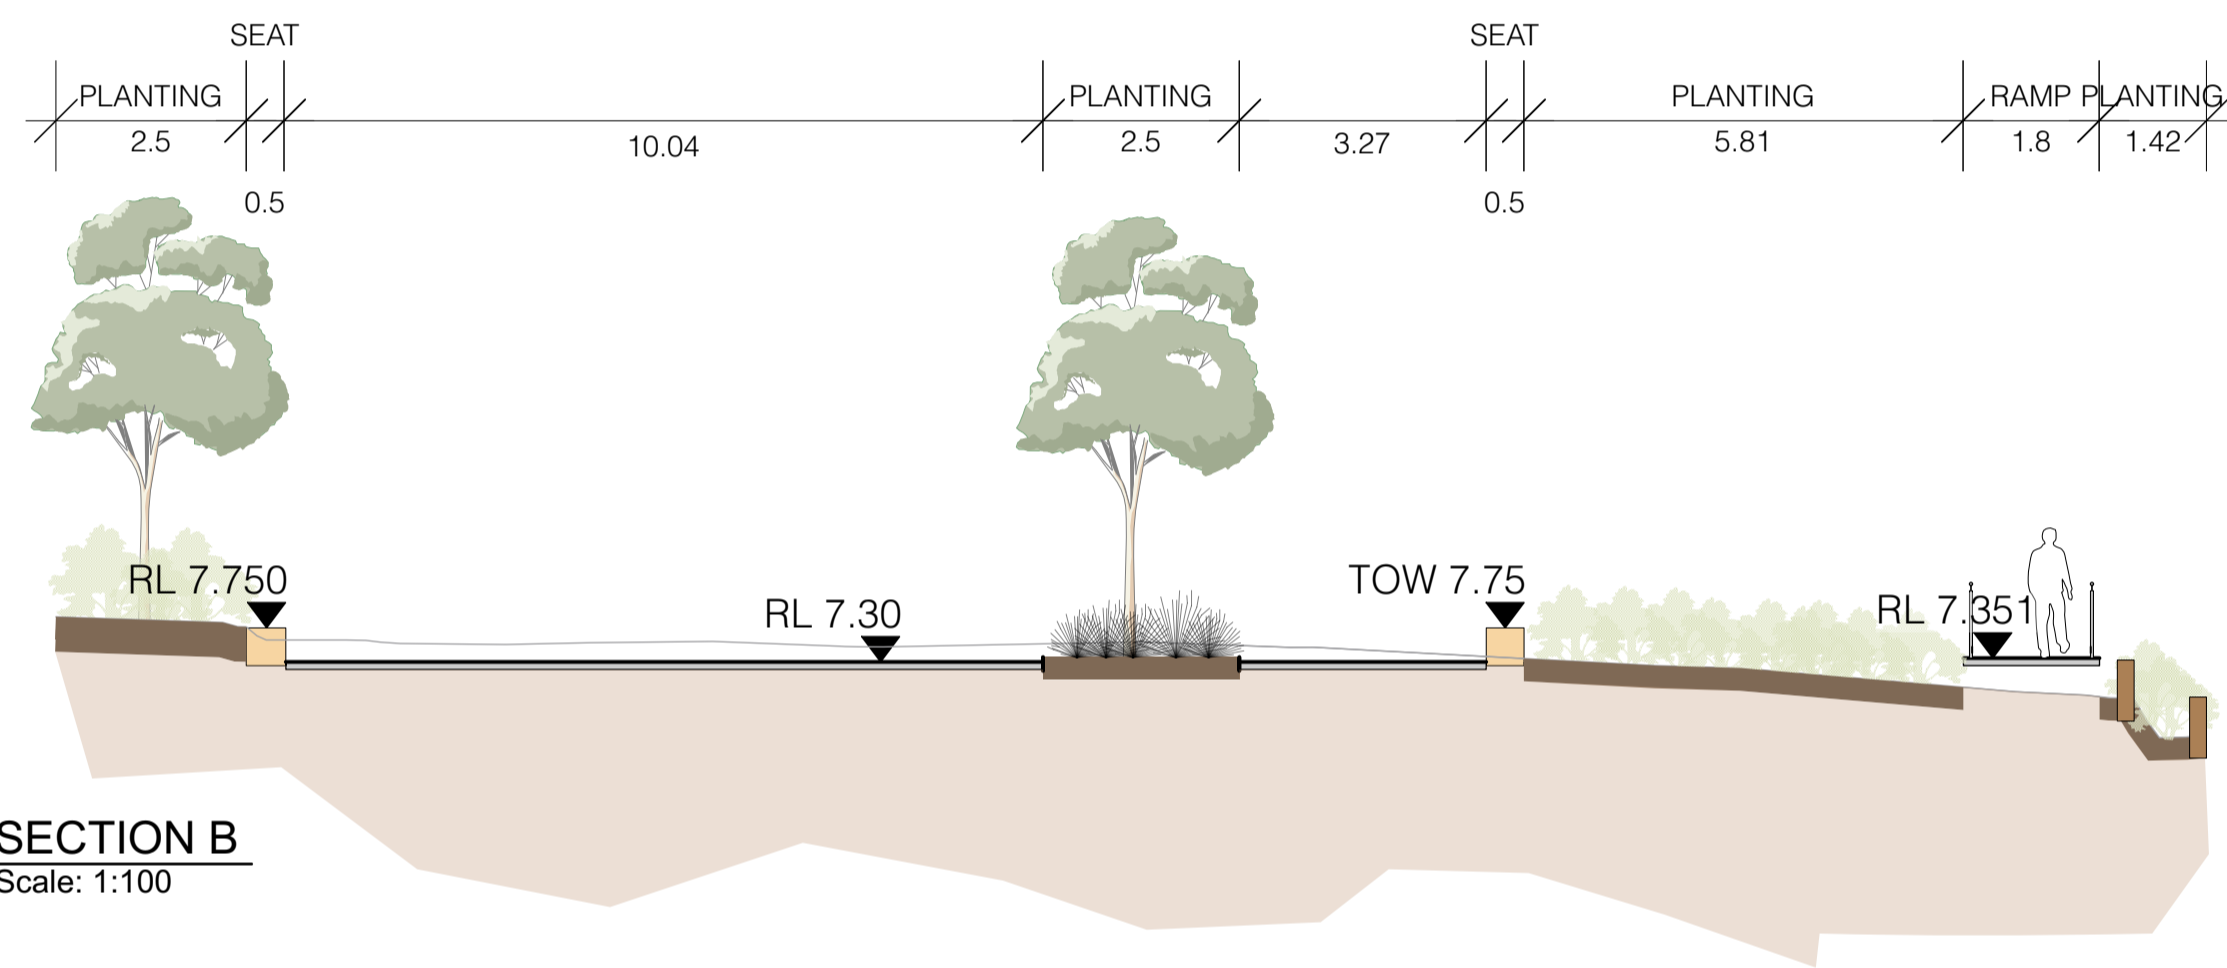 SEAT SEAT
PLANTING PLANTING PLANTING RAMP PLANTING
2.5 10.04 2.5 3.27 5.81 1.8 1.42
0.5 0.5
RL 7.750 RL 7.30 TOW 7.75 RL 7.351
SECTION B
Scale: 1:100